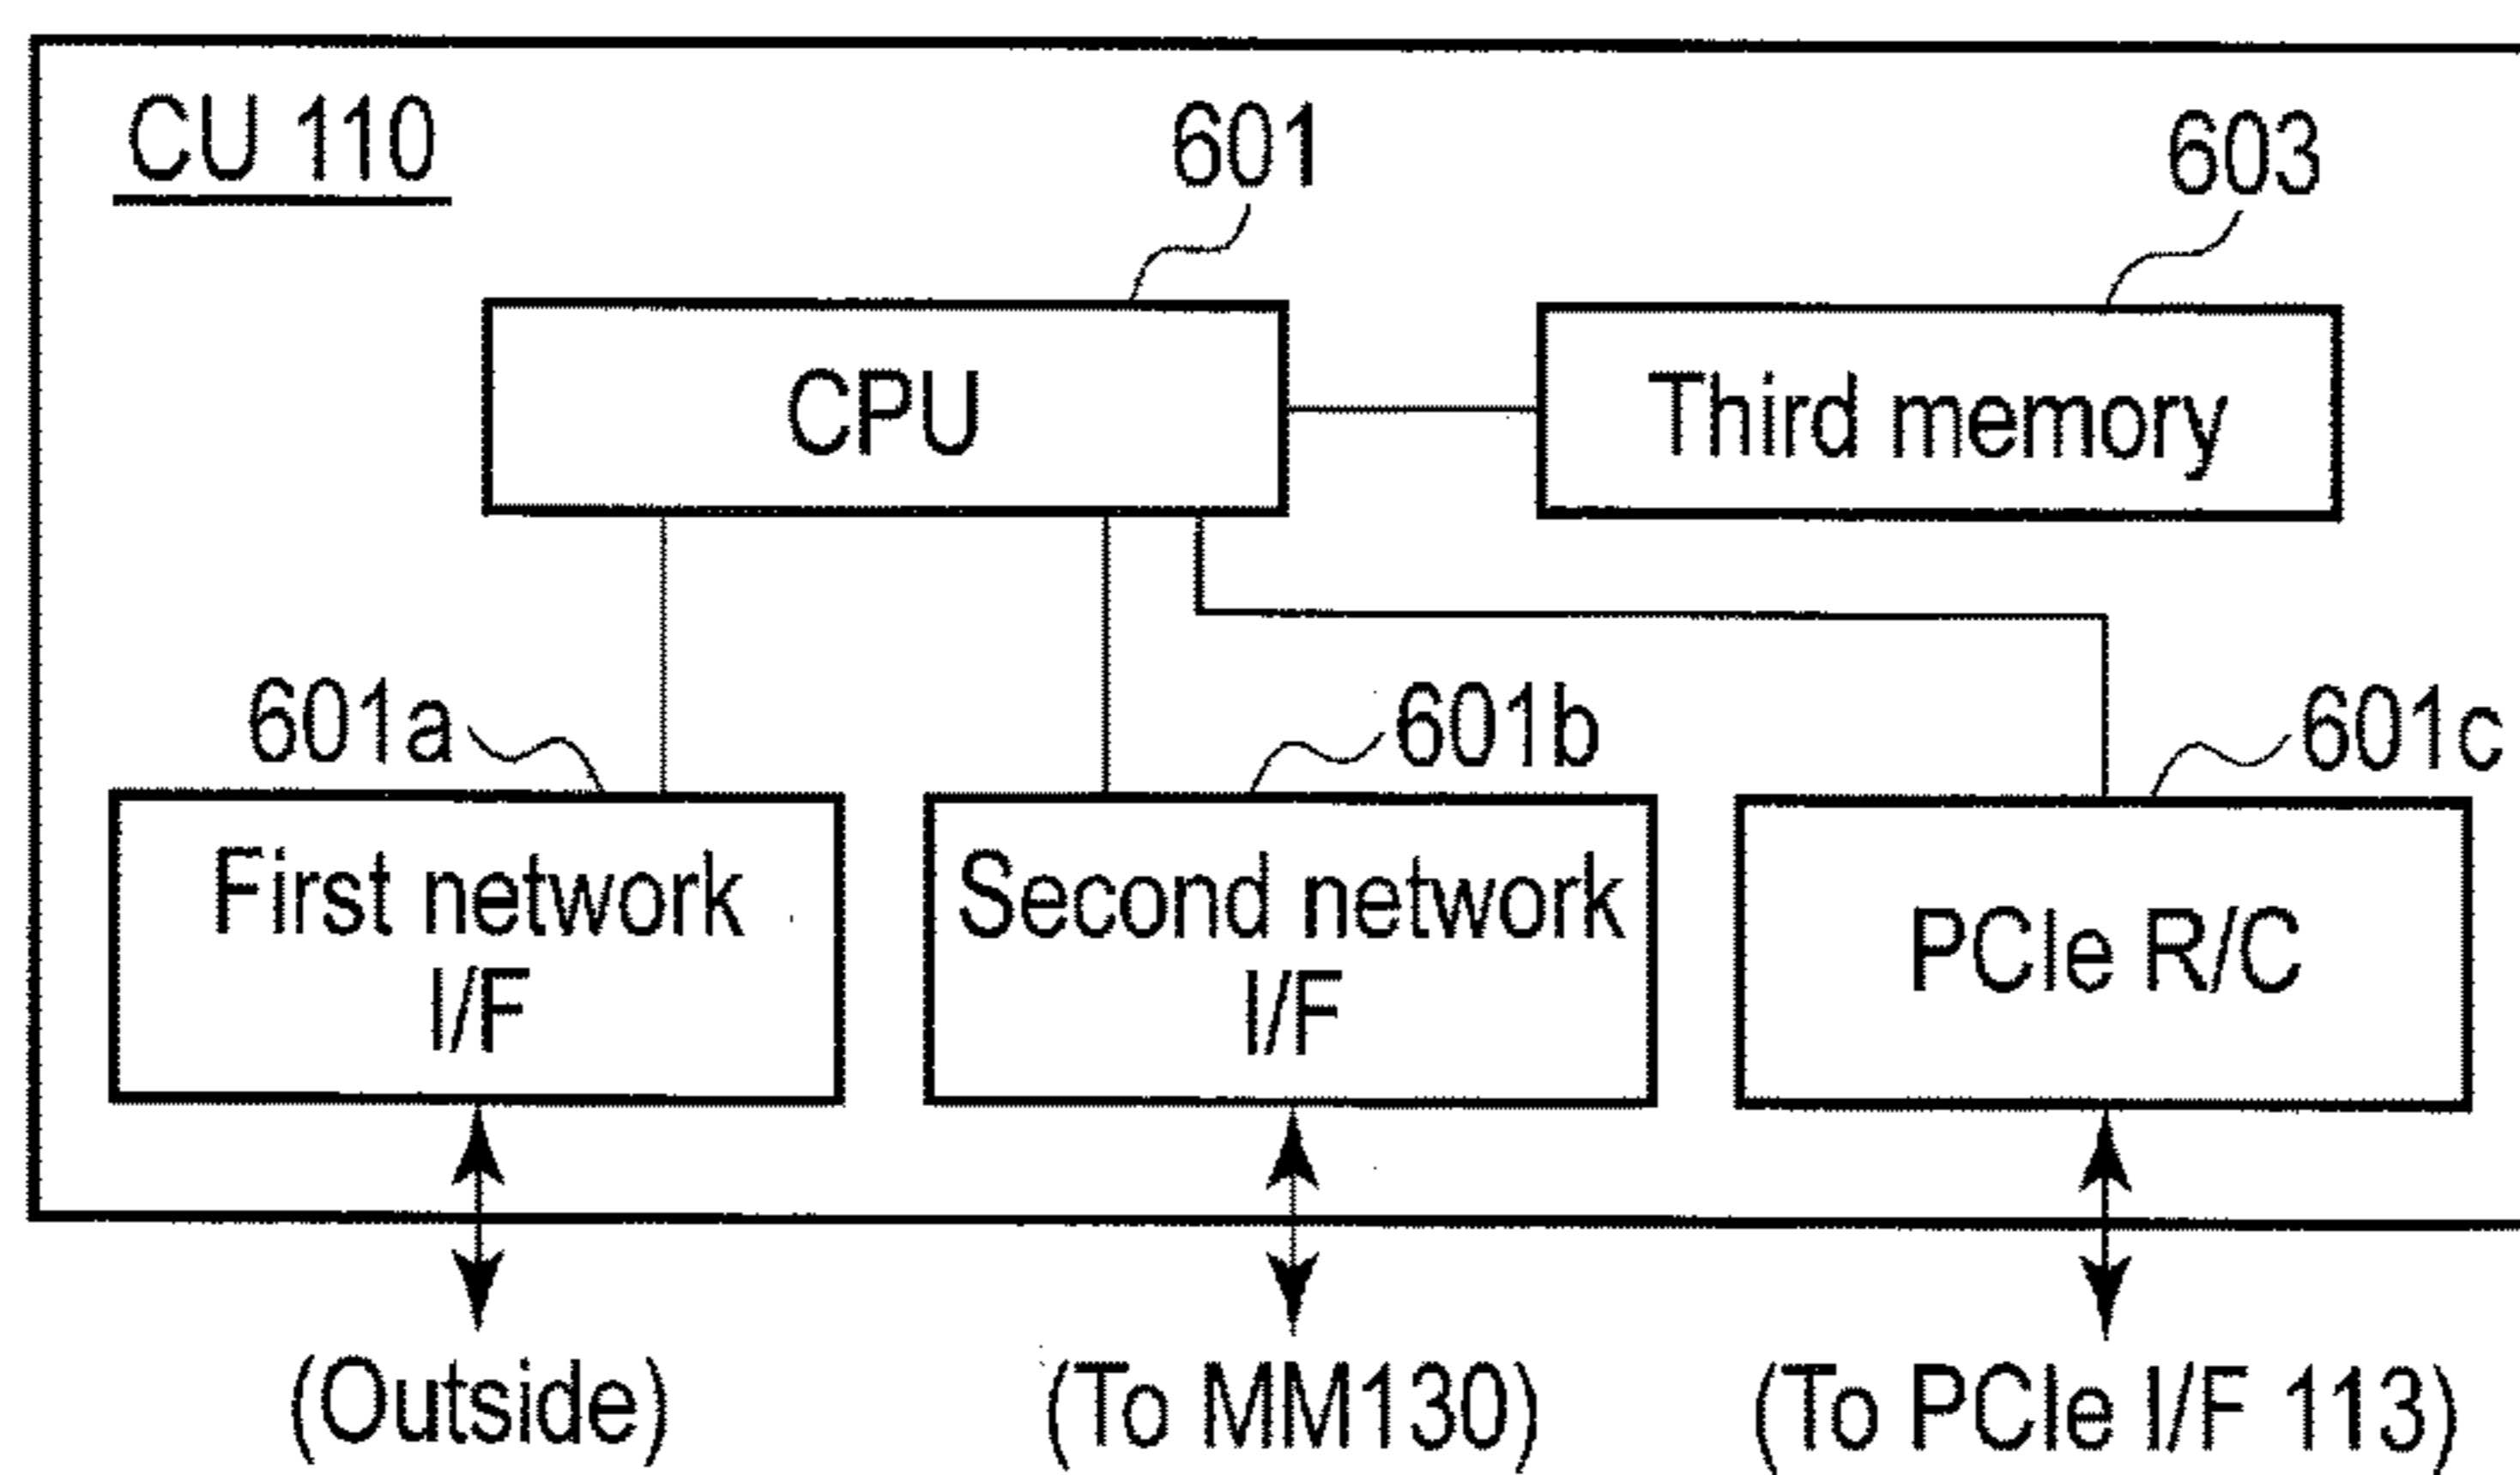 CU 110
601
603
CPU
Third memory
601a
601b
601c
First network
I/F
Second network
I/F
PCIe R/C
(Outside)
(To MM130)
(To PCIe I/F 113)